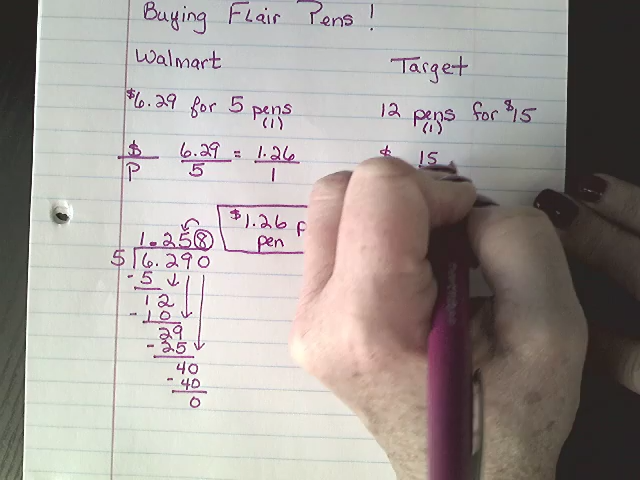 Buying Flair Pens!
Walmart
Target
$6.29 for 5 pens
(1)
12 pens for $15
(1)
$ 6.29 = 1.26
P 5 1
$ 15
1.258
5 6.290
- 5
12
- 10
29
- 25
40
- 40
0
$1.26
pen